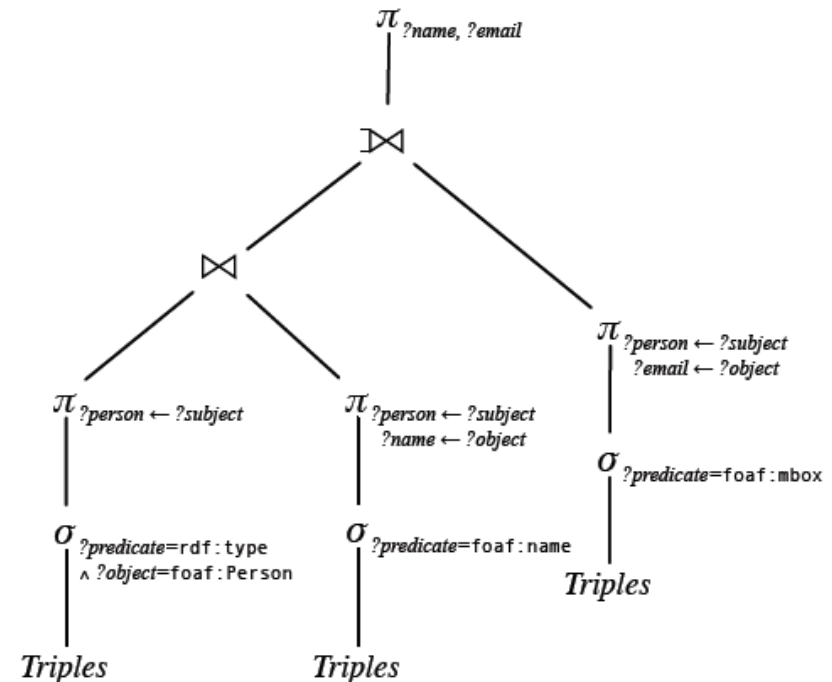 π ?name, ?email
⟕
⋈
π ?person ← ?subject
?email ← ?object
π ?person ← ?subject
π ?person ← ?subject
?name ← ?object
σ ?predicate=foaf:mbox
σ ?predicate=rdf:type
∧ ?object=foaf:Person
σ ?predicate=foaf:name
Triples
Triples
Triples